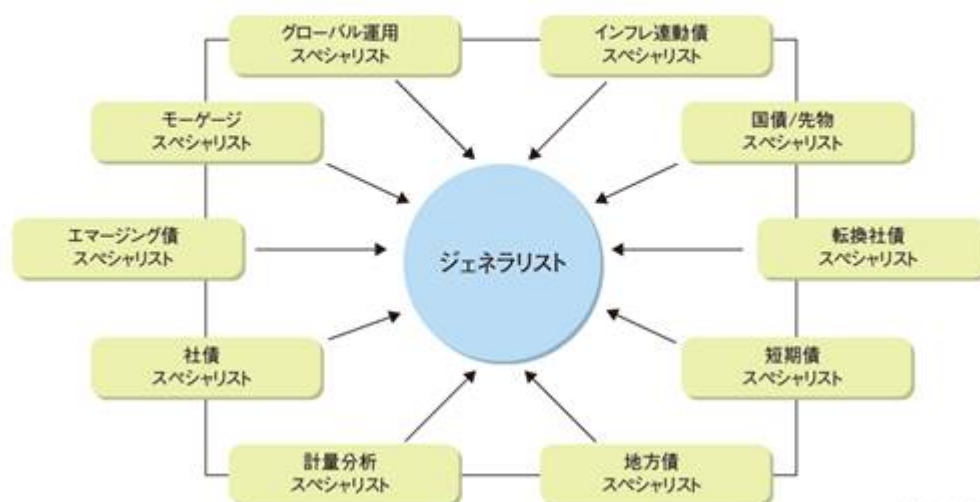 グローバル運用
スペシャリスト
インフレ連動債
スペシャリスト
モーゲージ
スペシャリスト
国債/先物
スペシャリスト
エマージング債
スペシャリスト
ジェネラリスト
転換社債
スペシャリスト
社債
スペシャリスト
短期債
スペシャリスト
計量分析
スペシャリスト
地方債
スペシャリスト